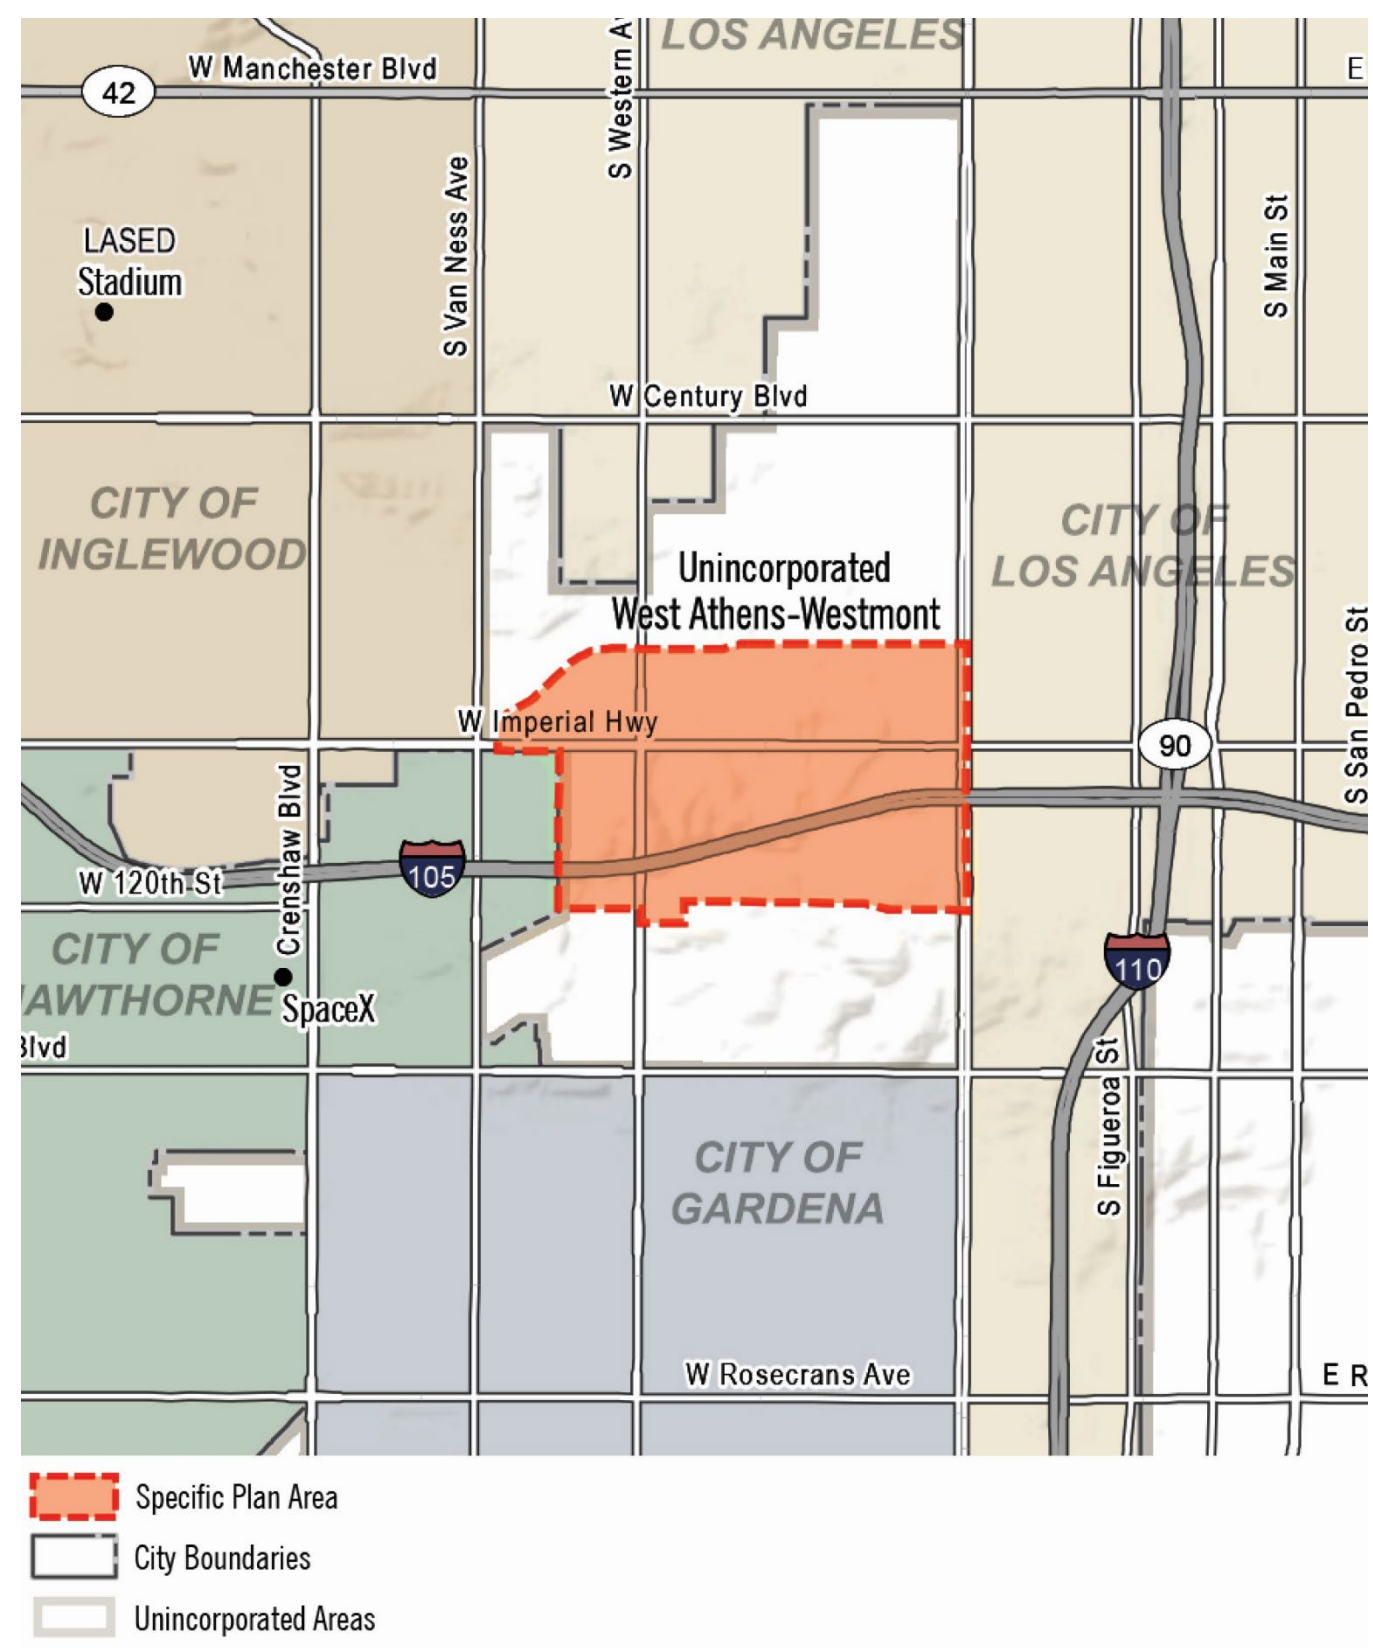 LOS ANGELES
W Manchester Blvd
E
42
S Western Av
S Van Ness Ave
LASED
Stadium
S Main St
W Century Blvd
CITY OF
INGLEWOOD
CITY OF
LOS ANGELES
Unincorporated
West Athens-Westmont
S San Pedro St
W Imperial Hwy
90
Crenshaw Blvd
105
W 120th St
CITY OF
AWTHORNE
SpaceX
110
Blvd
S Figueroa St
CITY OF
GARDENA
W Rosecrans Ave
E R
Specific Plan Area
City Boundaries
Unincorporated Areas